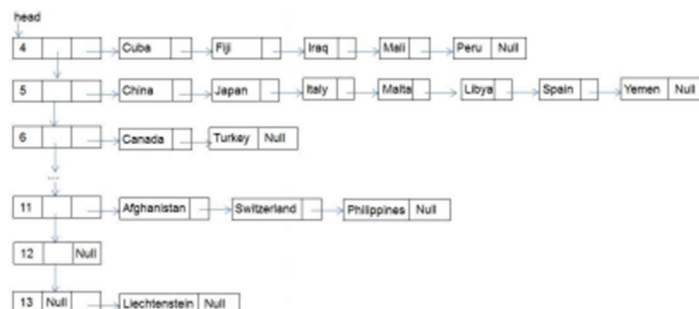 head
4 Cuba Fiji Iraq Mali Peru Null
5 China Japan Italy Malta Libya Spain Yemen Null
6 Canada Turkey Null
...
11 Afghanistan Switzerland Philippines Null
12 Null
13 Null Liechtenstein Null